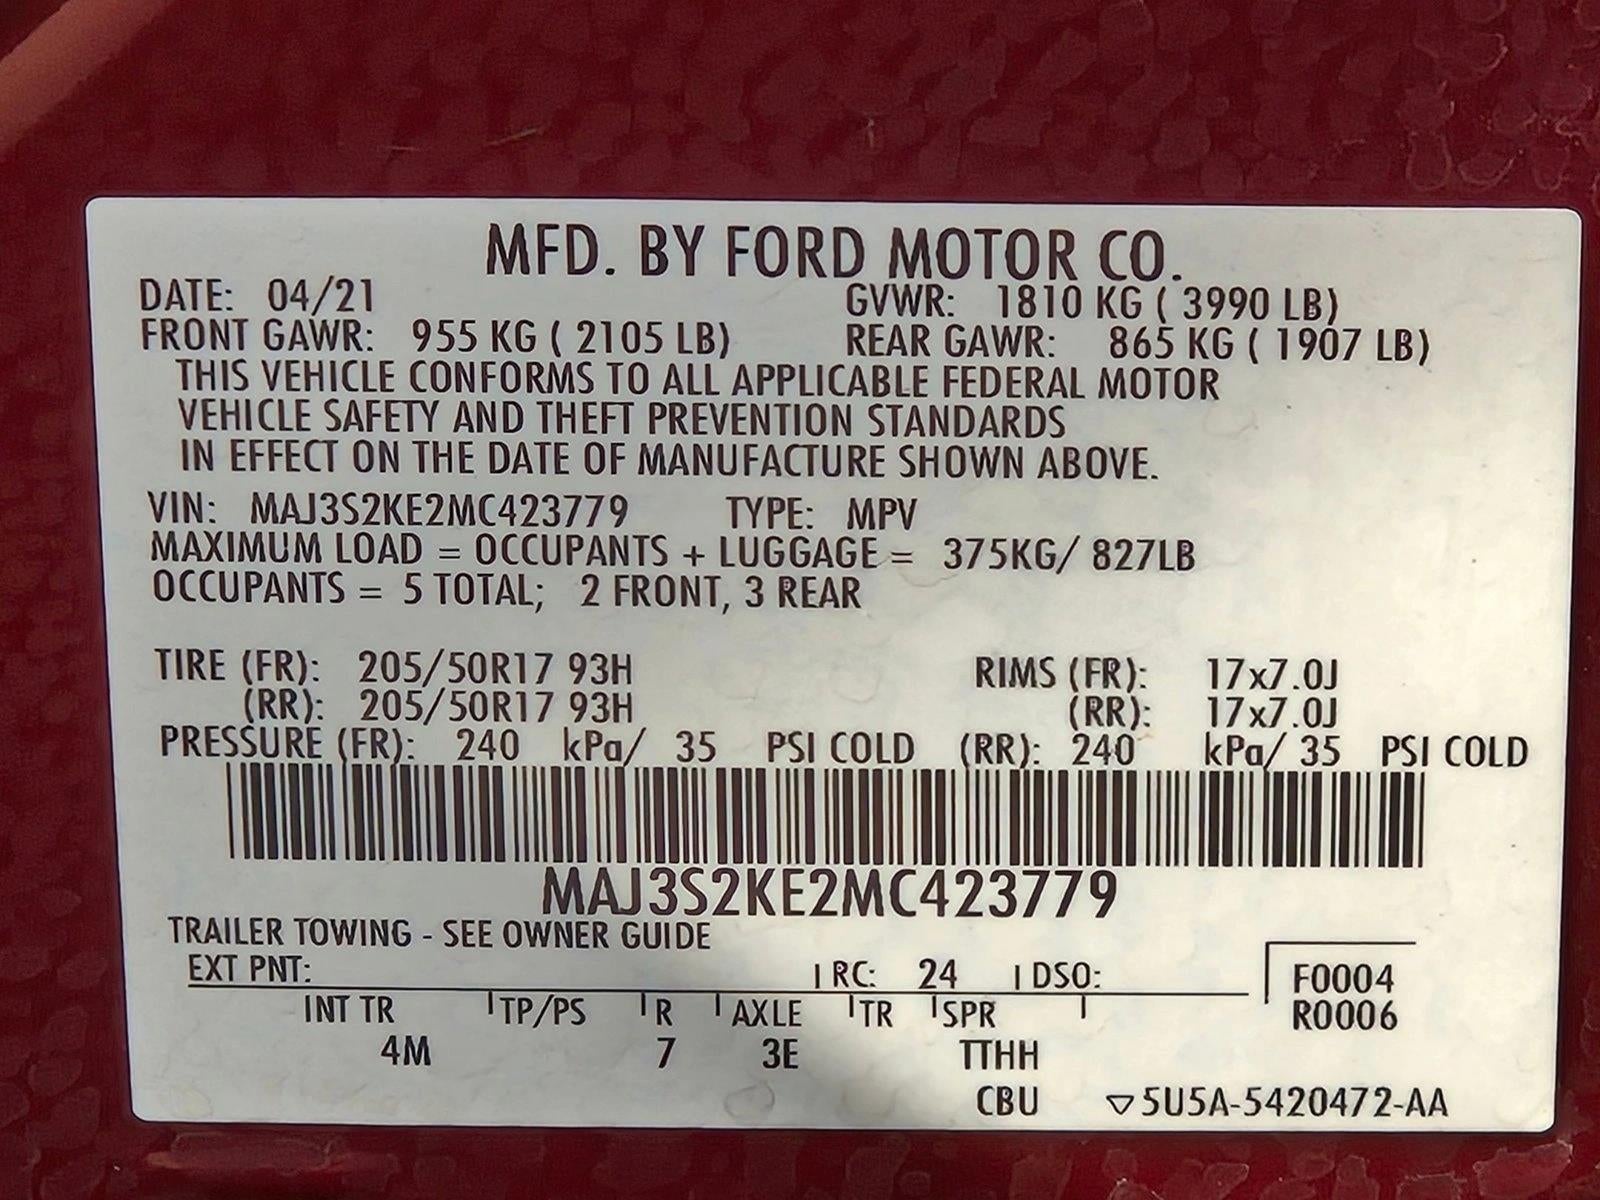 MFD. BY FORD MOTOR CO.
DATE: 04/21 GVWR: 1810 KG ( 3990 LB)
FRONT GAWR: 955 KG ( 2105 LB) REAR GAWR: 865 KG ( 1907 LB)
THIS VEHICLE CONFORMS TO ALL APPLICABLE FEDERAL MOTOR
VEHICLE SAFETY AND THEFT PREVENTION STANDARDS
IN EFFECT ON THE DATE OF MANUFACTURE SHOWN ABOVE.
VIN: MAJ3S2KE2MC423779 TYPE: MPV
MAXIMUM LOAD = OCCUPANTS + LUGGAGE = 375KG/ 827LB
OCCUPANTS = 5 TOTAL; 2 FRONT, 3 REAR
TIRE (FR): 205/50R17 93H RIMS (FR): 17x7.0J
(RR): 205/50R17 93H (RR): 17x7.0J
PRESSURE (FR): 240 kPa/ 35 PSI COLD (RR): 240 kPa/ 35 PSI COLD
MAJ3S2KE2MC423779
TRAILER TOWING - SEE OWNER GUIDE
EXT PNT: RC: 24 DSO: F0004
INT TR TP/PS R AXLE TR SPR R0006
4M 7 3E TTHH
CBU ▽5U5A-5420472-AA